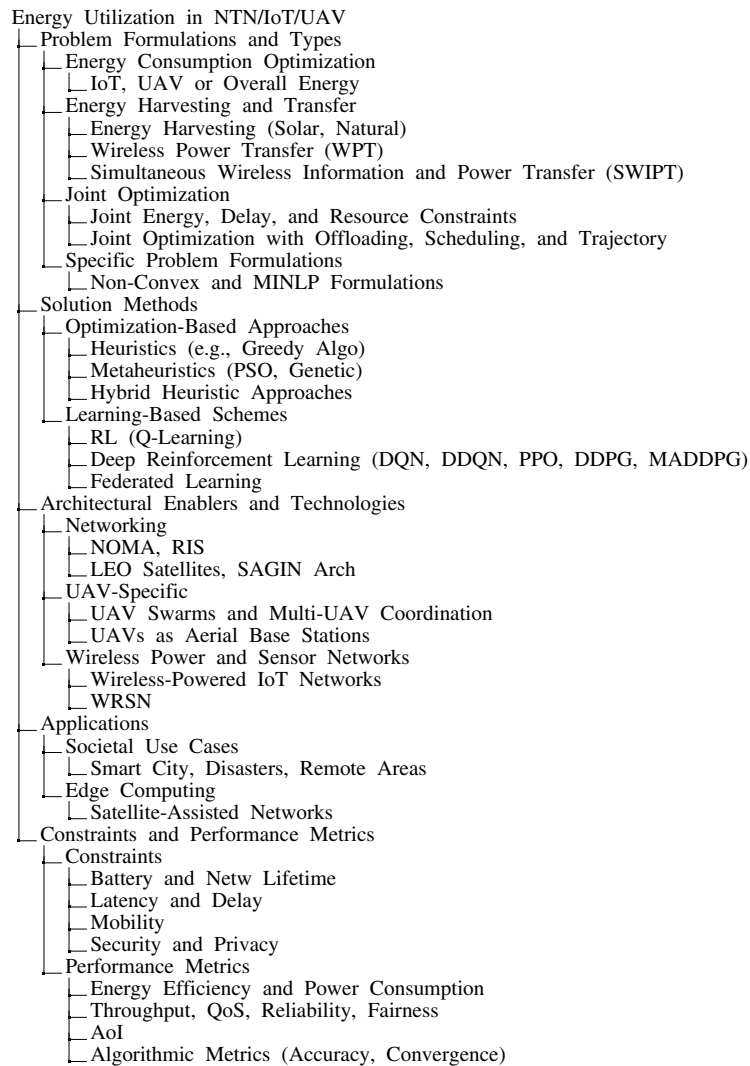 Energy Utilization in NTN/IoT/UAV
Problem Formulations and Types
Energy Consumption Optimization
IoT, UAV or Overall Energy
Energy Harvesting and Transfer
Energy Harvesting (Solar, Natural)
Wireless Power Transfer (WPT)
Simultaneous Wireless Information and Power Transfer (SWIPT)
Joint Optimization
Joint Energy, Delay, and Resource Constraints
Joint Optimization with Offloading, Scheduling, and Trajectory
Specific Problem Formulations
Non-Convex and MINLP Formulations
Solution Methods
Optimization-Based Approaches
Heuristics (e.g., Greedy Algo)
Metaheuristics (PSO, Genetic)
Hybrid Heuristic Approaches
Learning-Based Schemes
RL (Q-Learning)
Deep Reinforcement Learning (DQN, DDQN, PPO, DDPG, MADDPG)
Federated Learning
Architectural Enablers and Technologies
Networking
NOMA, RIS
LEO Satellites, SAGIN Arch
UAV-Specific
UAV Swarms and Multi-UAV Coordination
UAVs as Aerial Base Stations
Wireless Power and Sensor Networks
Wireless-Powered IoT Networks
WRSN
Applications
Societal Use Cases
Smart City, Disasters, Remote Areas
Edge Computing
Satellite-Assisted Networks
Constraints and Performance Metrics
Constraints
Battery and Netw Lifetime
Latency and Delay
Mobility
Security and Privacy
Performance Metrics
Energy Efficiency and Power Consumption
Throughput, QoS, Reliability, Fairness
AoI
Algorithmic Metrics (Accuracy, Convergence)